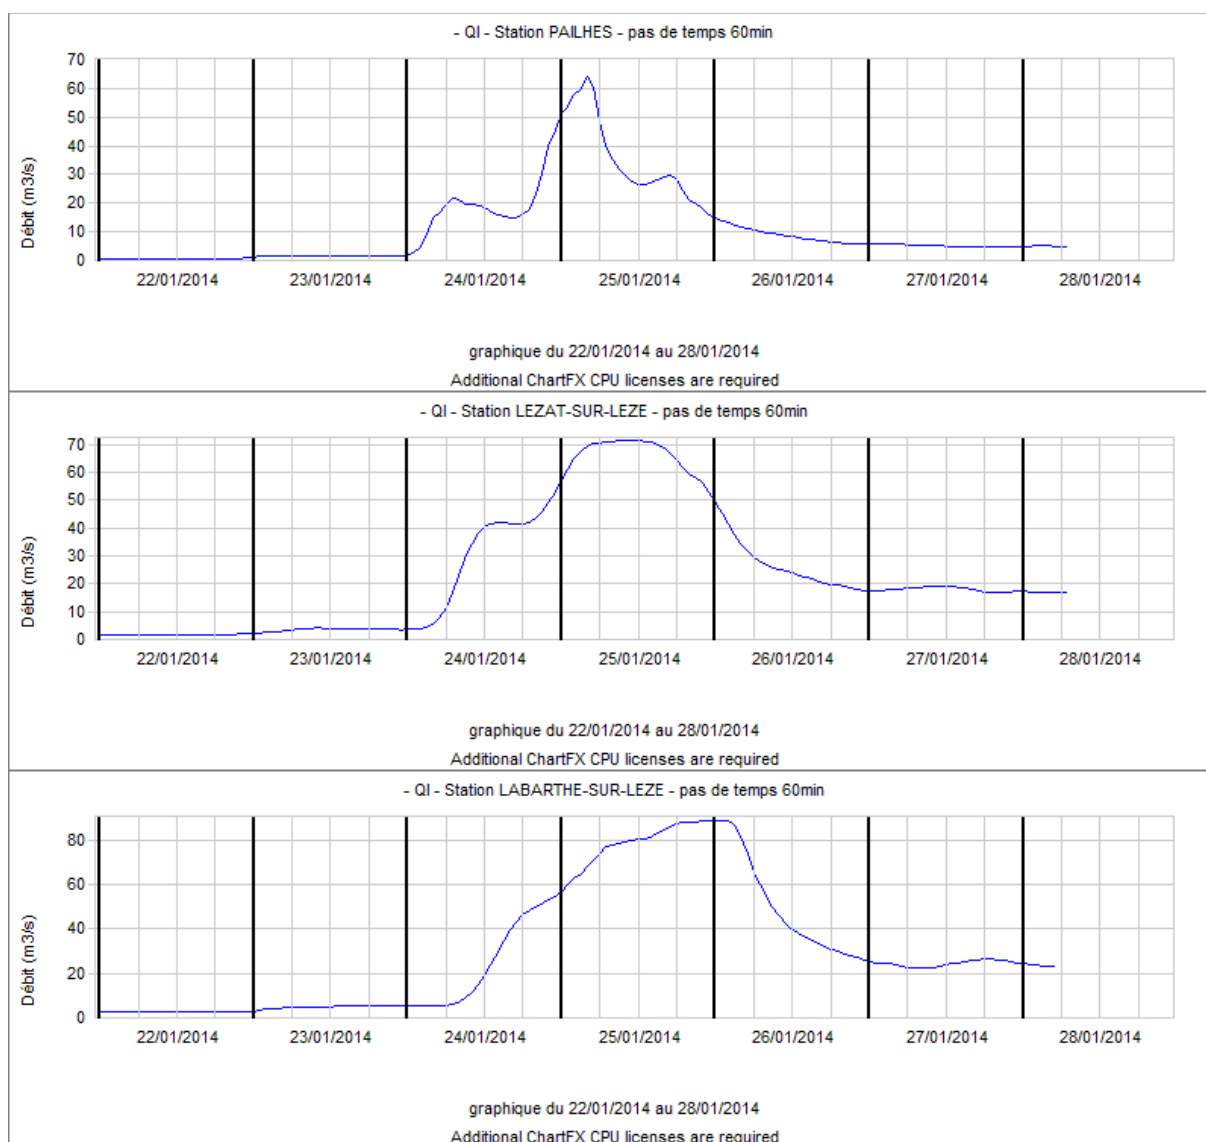 - QI - Station PAILHES - pas de temps 60min
70
60
50
40
30
20
10
0
Débit (m3/s)
22/01/2014 23/01/2014 24/01/2014 25/01/2014 26/01/2014 27/01/2014 28/01/2014
graphique du 22/01/2014 au 28/01/2014
Additional ChartFX CPU licenses are required
- QI - Station LEZAT-SUR-LEZE - pas de temps 60min
70
60
50
40
30
20
10
0
Débit (m3/s)
22/01/2014 23/01/2014 24/01/2014 25/01/2014 26/01/2014 27/01/2014 28/01/2014
graphique du 22/01/2014 au 28/01/2014
Additional ChartFX CPU licenses are required
- QI - Station LABARTHE-SUR-LEZE - pas de temps 60min
80
60
40
20
0
Débit (m3/s)
22/01/2014 23/01/2014 24/01/2014 25/01/2014 26/01/2014 27/01/2014 28/01/2014
graphique du 22/01/2014 au 28/01/2014
Additional ChartFX CPU licenses are required